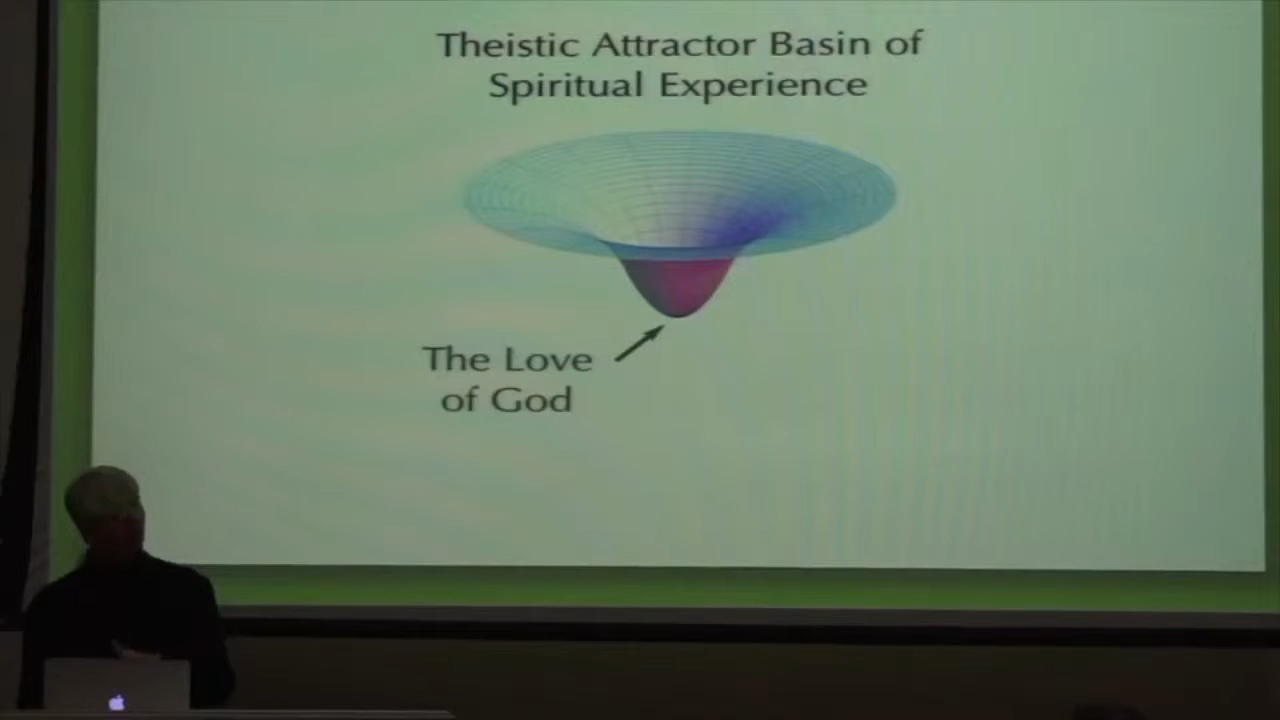 Theistic Attractor Basin of
Spiritual Experience
The Love
of God